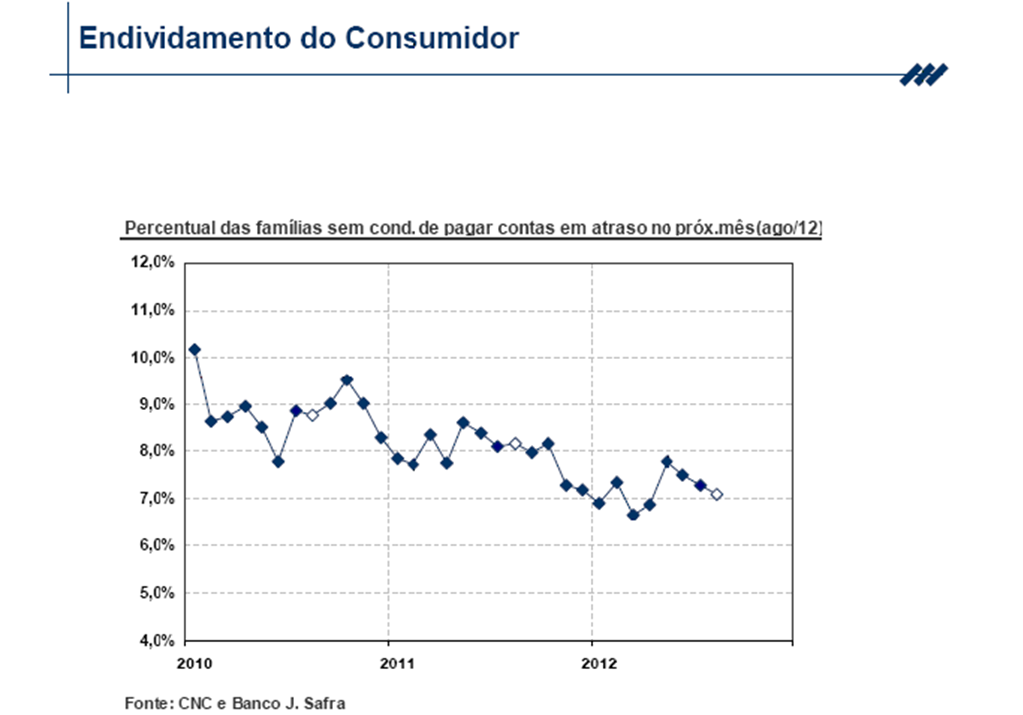 Endividamento do Consumidor
Percentual das famílias sem cond. de pagar contas em atraso no próx.mês(ago/12)
12,0%
11,0%
10,0%
9,0%
8,0%
7,0%
6,0%
5,0%
4,0%
2010 2011 2012
Fonte: CNC e Banco J. Safra